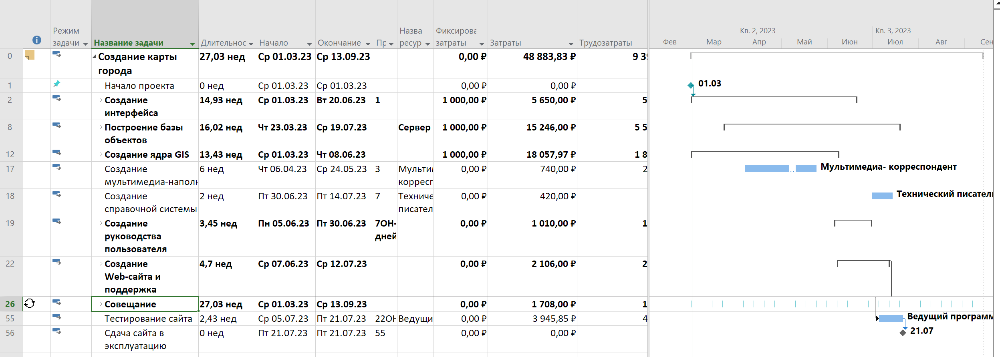 Режим
задачи
Название задачи
Длительнос
Начало
Окончание
Пр
Назва
ресурс
Фиксирова
затраты
Затраты
Трудозатраты
Кв. 2, 2023
Кв. 3, 2023
Фев Мар Апр Май Июн Июл Авг Сен
0 Создание карты города 27,03 нед Ср 01.03.23 Ср 13.09.23 0,00 ₽ 48 883,83 ₽ 9 39
1 Начало проекта 0 нед Ср 01.03.23 Ср 01.03.23 0,00 ₽ 0,00 ₽ 01.03
2 Создание интерфейса 14,93 нед Ср 01.03.23 Вт 20.06.23 1 1 000,00 ₽ 5 650,00 ₽ 5
8 Построение базы объектов 16,02 нед Чт 23.03.23 Ср 19.07.23 Сервер 1 000,00 ₽ 15 246,00 ₽ 5 5
12 Создание ядра GIS 13,43 нед Ср 01.03.23 Чт 08.06.23 1 000,00 ₽ 18 057,97 ₽ 1 8
17 Создание мультимедиа-наполн 6 нед Чт 06.04.23 Ср 24.05.23 3 Мультим корресп 0,00 ₽ 740,00 ₽ 2 Мультимедиа- корреспондент
18 Создание справочной системы 2 нед Пт 30.06.23 Пт 14.07.23 7 Техниче писател 0,00 ₽ 420,00 ₽ Технический писатель
19 Создание руководства пользователя 3,45 нед Пн 05.06.23 Пт 30.06.23 7ОН- дней 0,00 ₽ 1 010,00 ₽ 1
22 Создание Web-сайта и поддержка 4,7 нед Ср 07.06.23 Ср 12.07.23 0,00 ₽ 2 106,00 ₽ 2
26 Совещание 27,03 нед Ср 01.03.23 Ср 13.09.23 0,00 ₽ 1 708,00 ₽ 1
55 Тестирование сайта 2,43 нед Ср 05.07.23 Пт 21.07.23 22ОН Ведущи 0,00 ₽ 3 945,85 ₽ 4 Ведущий программ
56 Сдача сайта в эксплуатацию 0 нед Пт 21.07.23 Пт 21.07.23 55 0,00 ₽ 0,00 ₽ 21.07